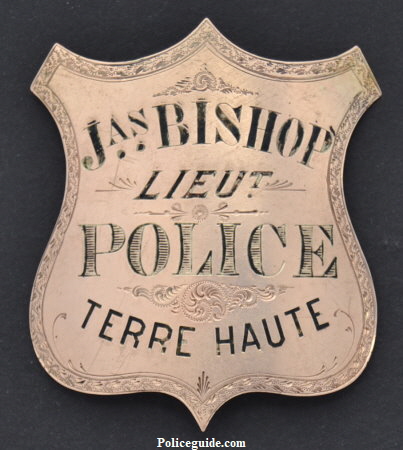 Jas BISHOP
LIEUT
POLICE
TERRE HAUTE
Policeguide.com